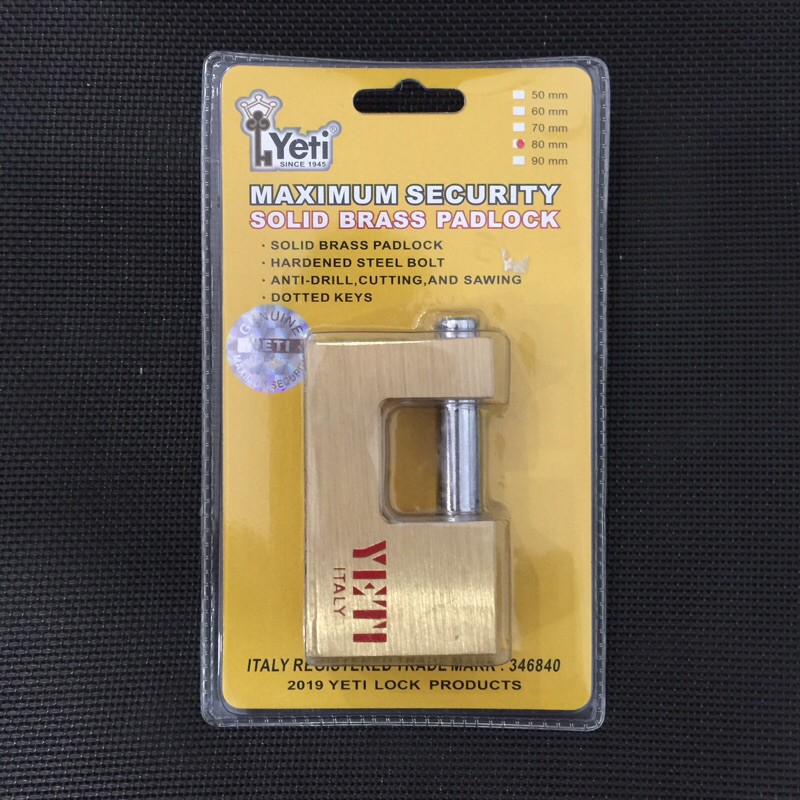 Yeti®
SINCE 1945
50 mm
60 mm
70 mm
80 mm
90 mm
MAXIMUM SECURITY
SOLID BRASS PADLOCK
· SOLID BRASS PADLOCK
· HARDENED STEEL BOLT
· ANTI-DRILL,CUTTING,AND SAWING
· DOTTED KEYS
GENUINE
YETI
MAXIMUM SECURITY
YETI
ITALY
ITALY REGISTERED TRADE MARK : 346840
2019 YETI LOCK PRODUCTS